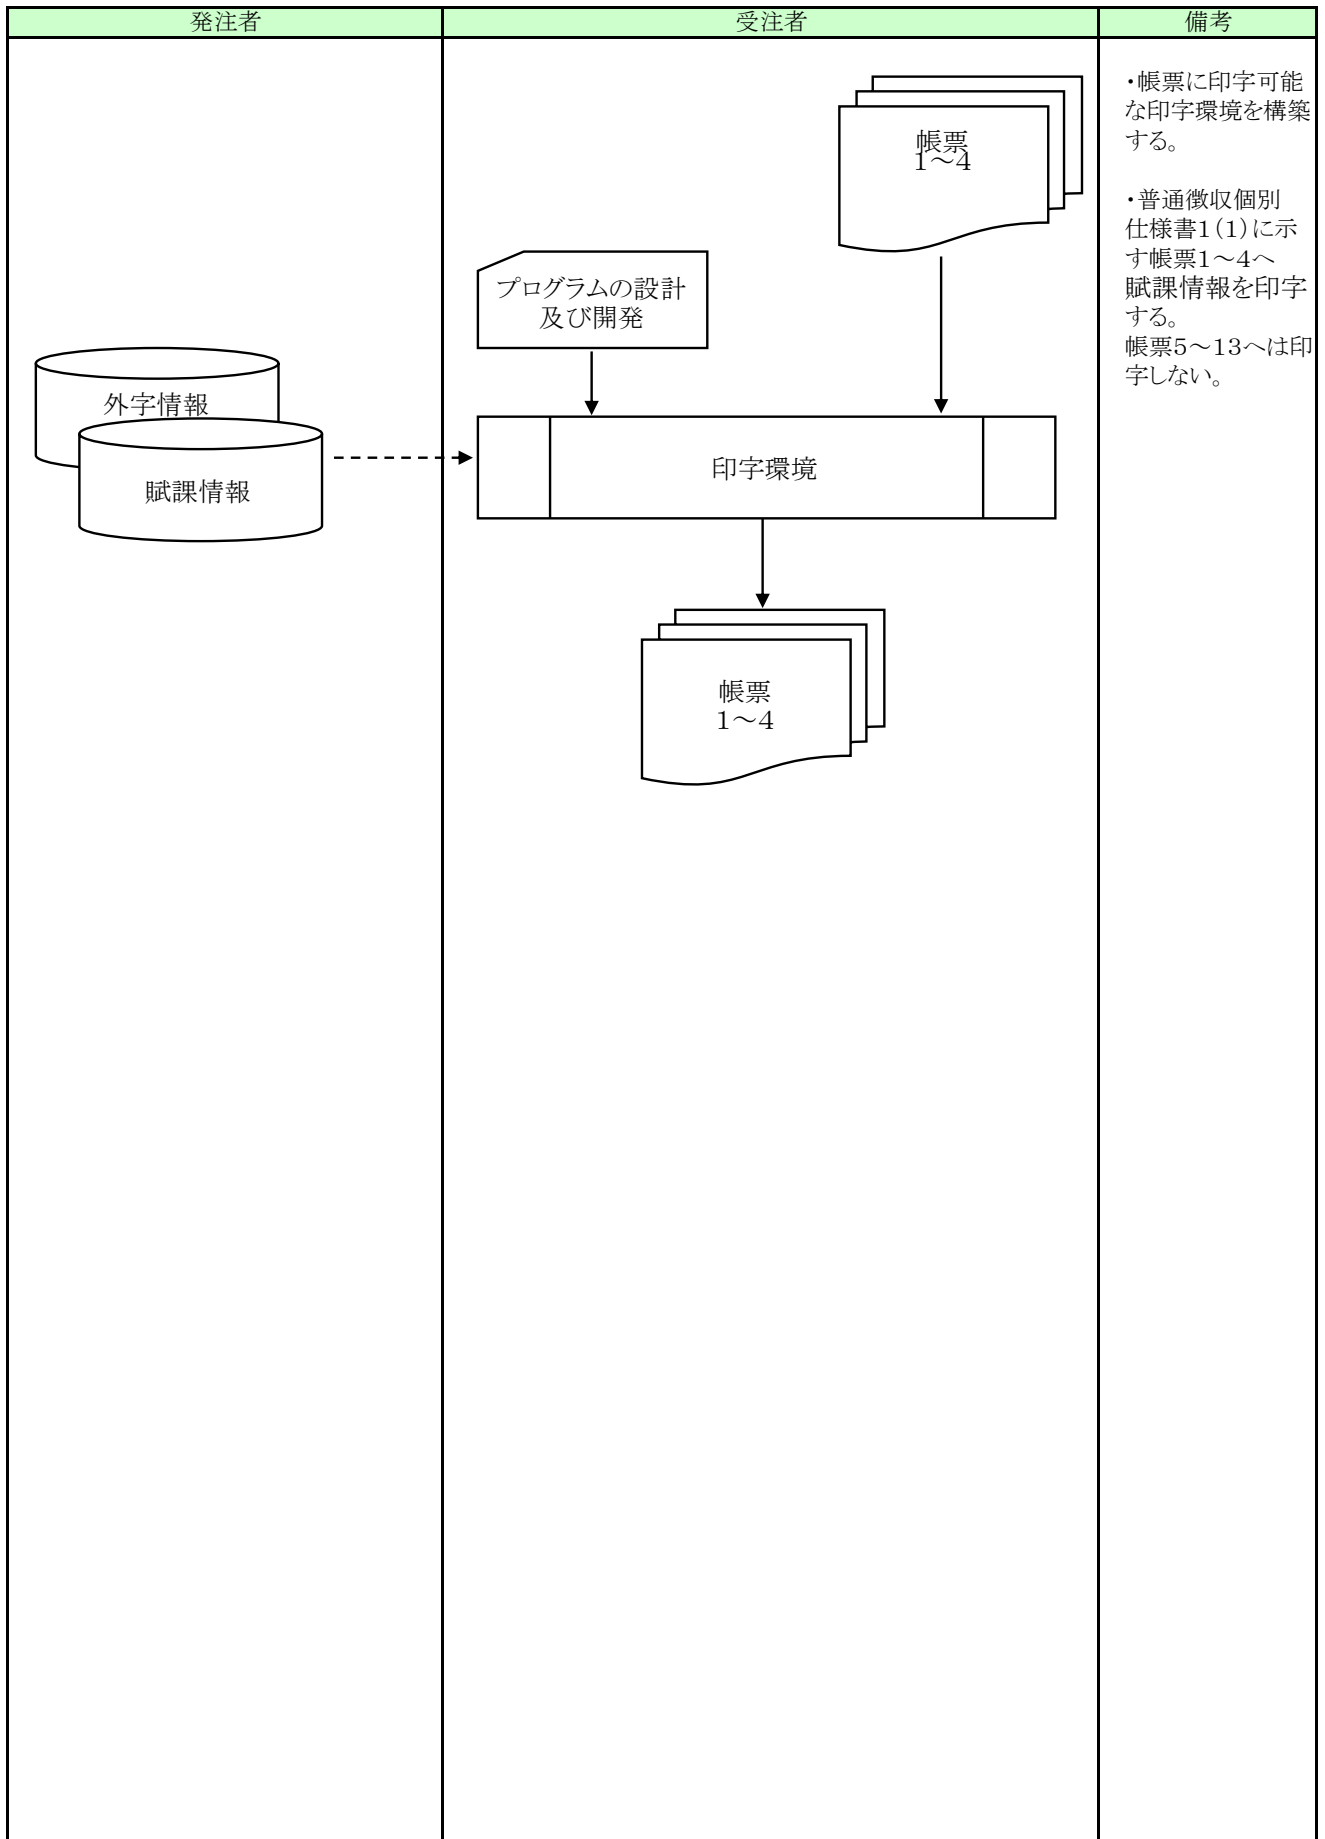 発注者
受注者
備考
帳票
1～4
プログラムの設計
及び開発
外字情報
賦課情報
印字環境
帳票
1～4
・帳票に印字可能
な印字環境を構築
する。
・普通徴収個別
仕様書1(1)に示
す帳票1～4へ
賦課情報を印字
する。
帳票5～13へは印
字しない。